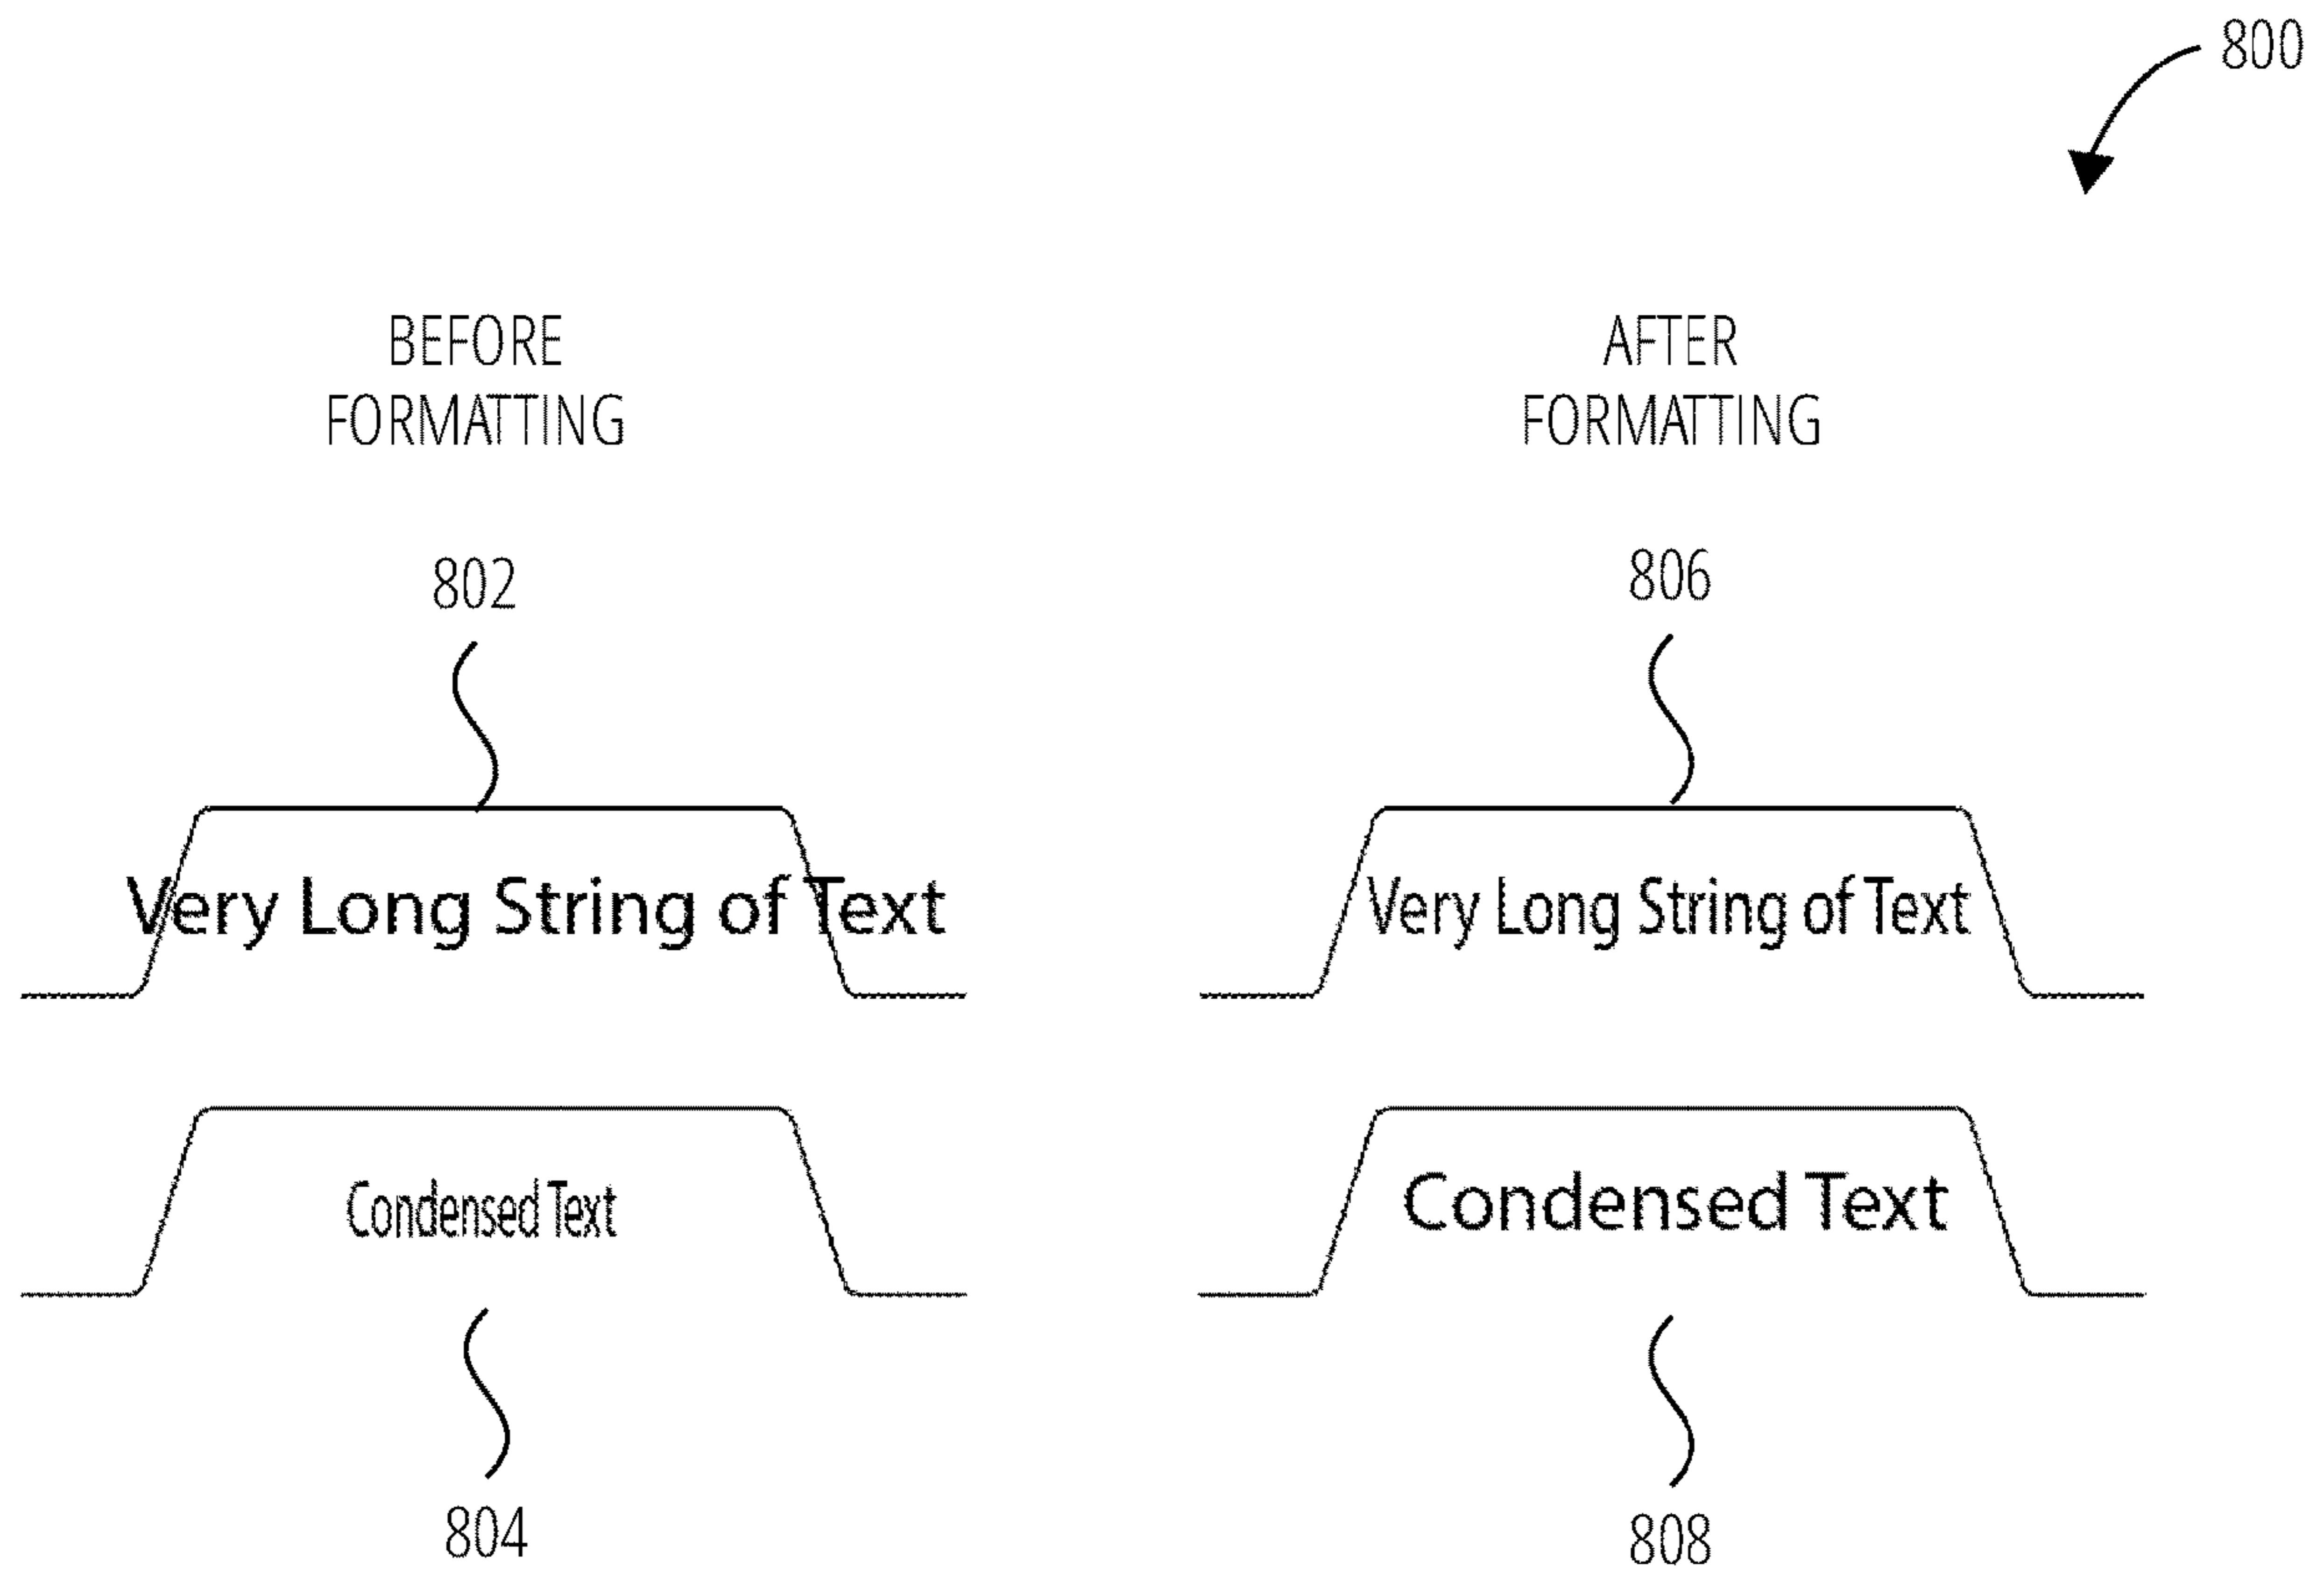 800
BEFORE
FORMATTING
AFTER
FORMATTING
802
806
Very Long String of Text
Very Long String of Text
Condensed Text
Condensed Text
804
808